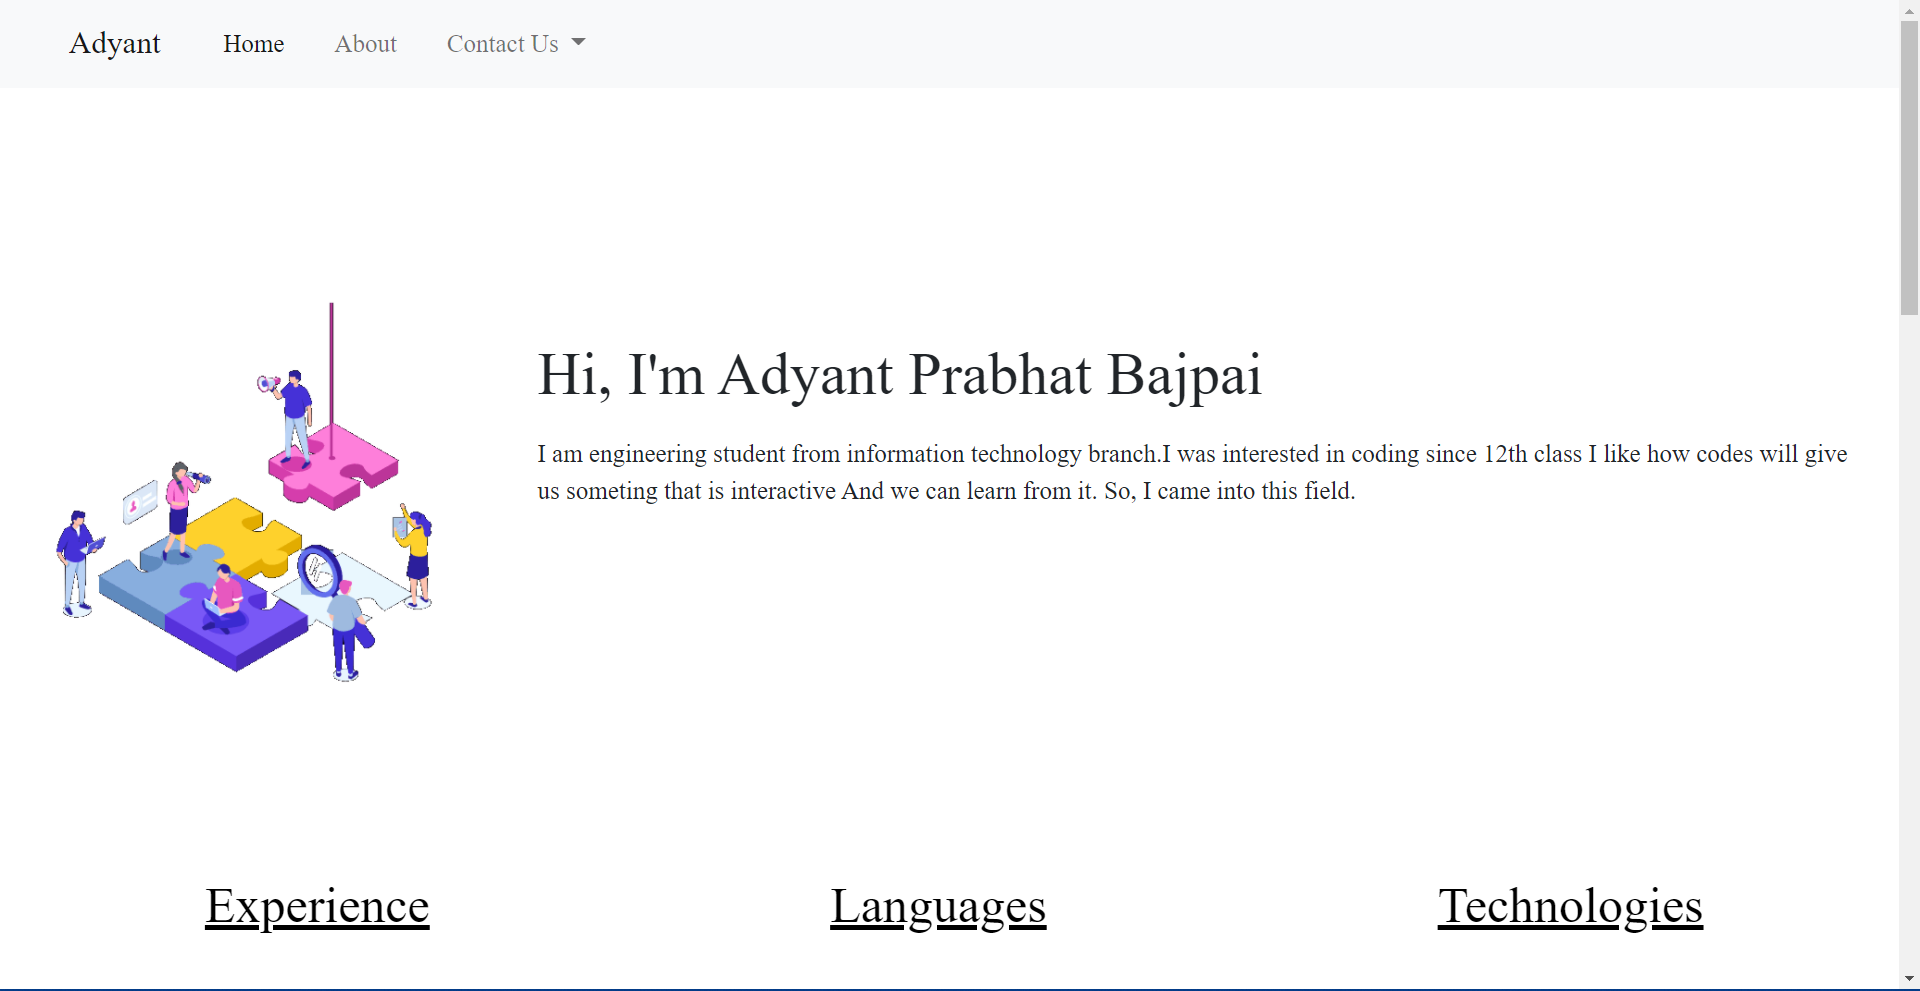 Adyant Home About Contact Us
Hi, I'm Adyant Prabhat Bajpai
I am engineering student from information technology branch.I was interested in coding since 12th class I like how codes will give
us someting that is interactive And we can learn from it. So, I came into this field.
Experience Languages Technologies